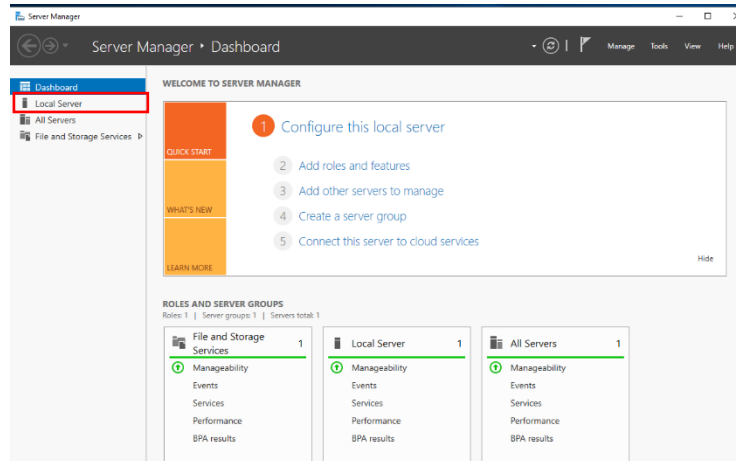 Server Manager
Server Manager • Dashboard
Manage Tools View Help
Dashboard
Local Server
All Servers
File and Storage Services
WELCOME TO SERVER MANAGER
QUICK START
WHAT'S NEW
LEARN MORE
1 Configure this local server
2 Add roles and features
3 Add other servers to manage
4 Create a server group
5 Connect this server to cloud services
Hide
ROLES AND SERVER GROUPS
Roles: 1 | Server groups: 1 | Servers total: 1
File and Storage
Services
1
Manageability
Events
Services
Performance
BPA results
Local Server 1
Manageability
Events
Services
Performance
BPA results
All Servers 1
Manageability
Events
Services
Performance
BPA results